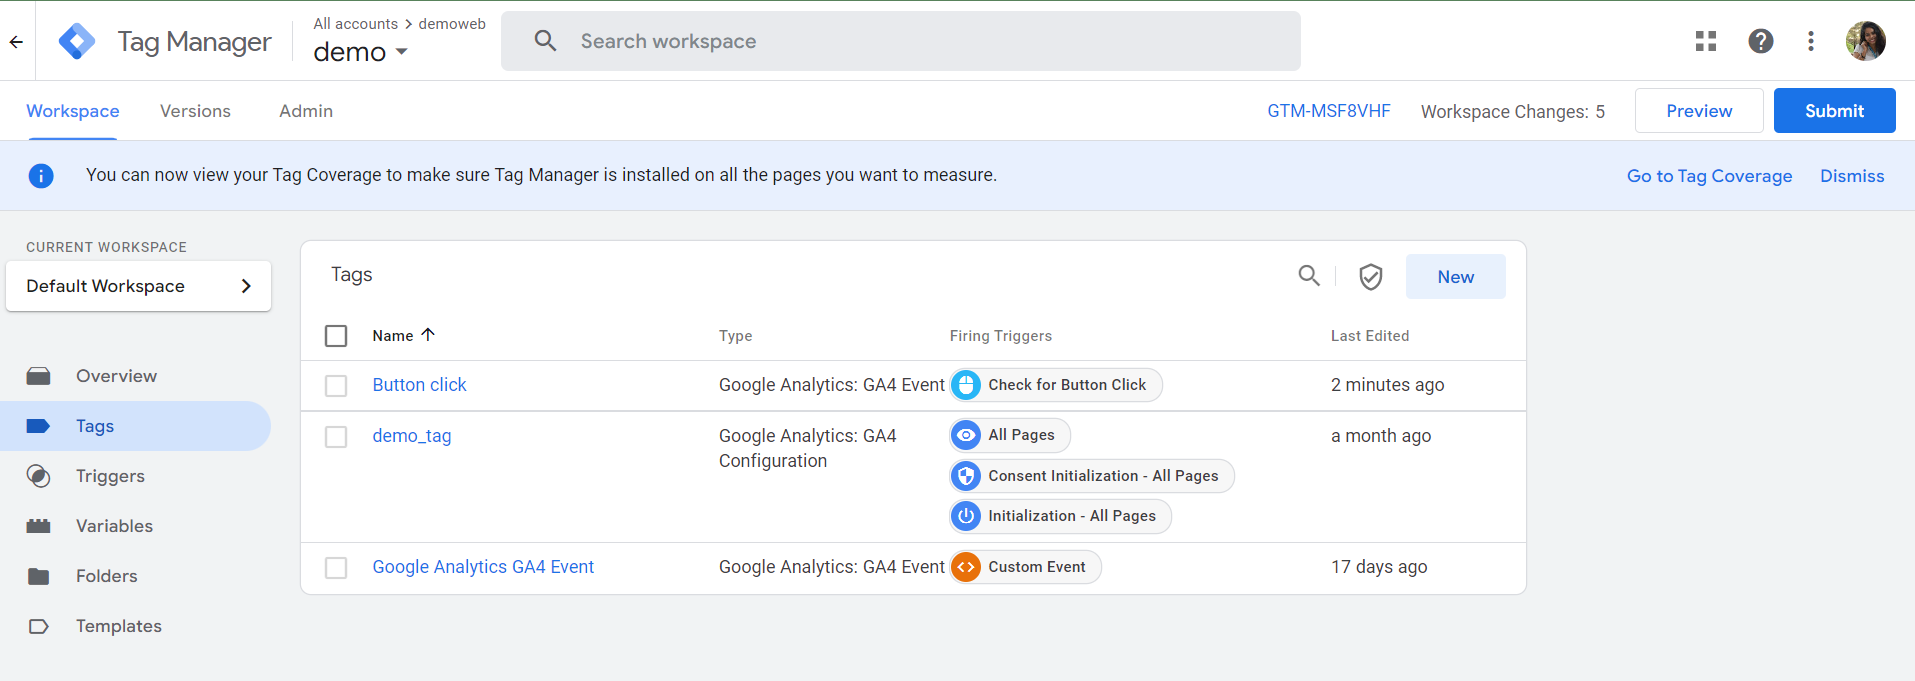 Tag Manager
All accounts > demoweb
demo
Search workspace
Workspace
Versions
Admin
GTM-MSF8VHF
Workspace Changes: 5
Preview
Submit
You can now view your Tag Coverage to make sure Tag Manager is installed on all the pages you want to measure.
Go to Tag Coverage
Dismiss
CURRENT WORKSPACE
Default Workspace
Overview
Tags
Triggers
Variables
Folders
Templates
Tags
New
Name
Type
Firing Triggers
Last Edited
Button click
Google Analytics: GA4 Event
Check for Button Click
2 minutes ago
demo_tag
Google Analytics: GA4
Configuration
All Pages
Consent Initialization - All Pages
Initialization - All Pages
a month ago
Google Analytics GA4 Event
Google Analytics: GA4 Event
Custom Event
17 days ago